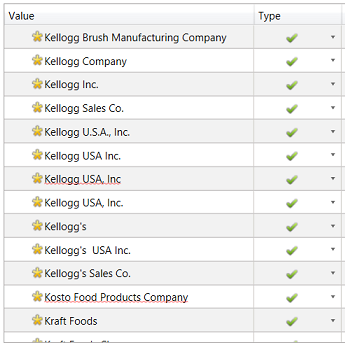 Value Type
Kellogg Brush Manufacturing Company
Kellogg Company
Kellogg Inc.
Kellogg Sales Co.
Kellogg U.S.A., Inc.
Kellogg USA Inc.
Kellogg USA, Inc
Kellogg USA, Inc.
Kellogg's
Kellogg's  USA Inc.
Kellogg's Sales Co.
Kosto Food Products Company
Kraft Foods